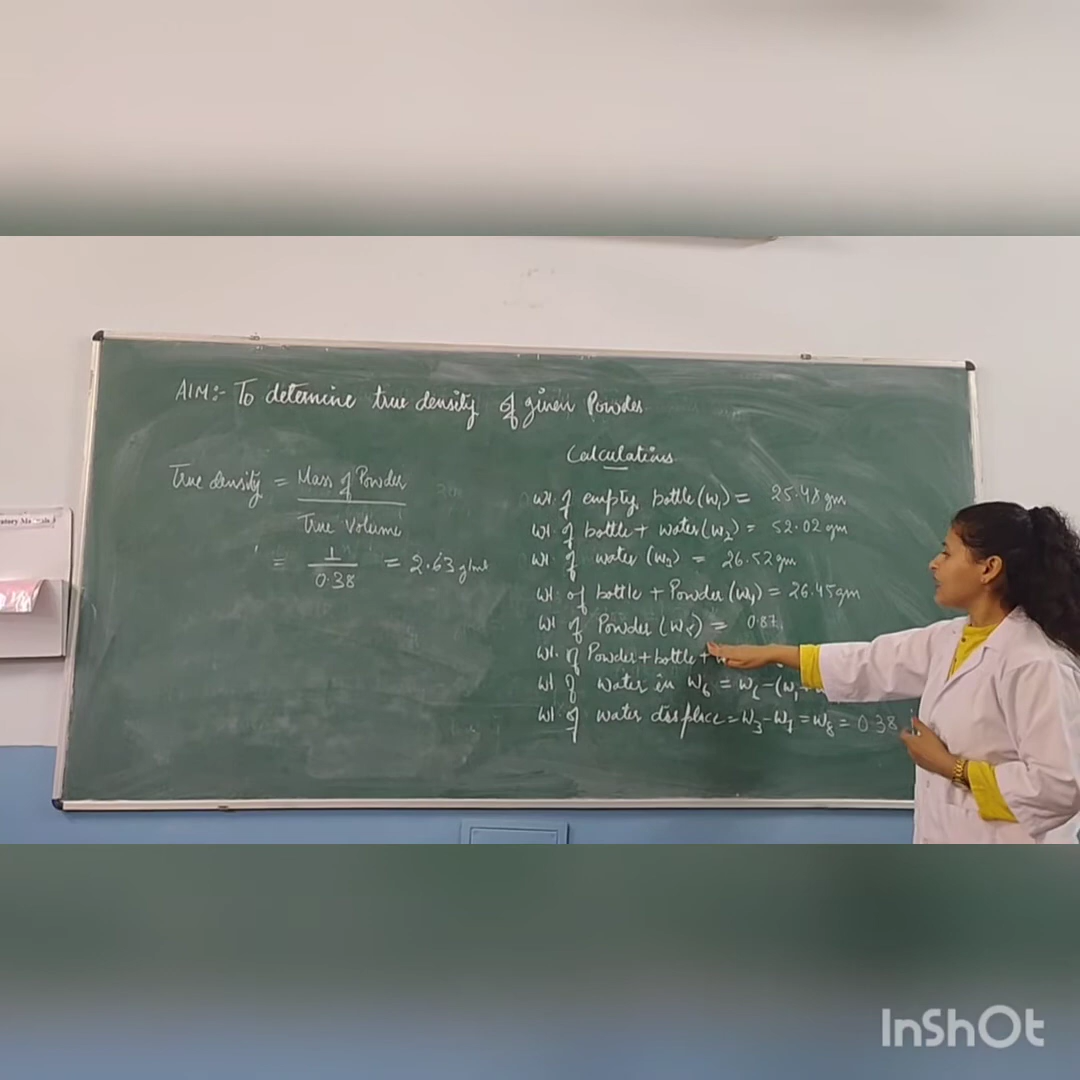 AIM:- To determine true density of given Powder
True density = Mass of Powder
True Volume
= 1
0.38
= 2.63 g/ml
Calculations
Wt. of empty bottle (W1) = 25.48 gm
Wt. of bottle + water (W2) = 52.02 gm
Wt. of water (W3) = 26.52 gm
Wt. of bottle + Powder (W4) = 26.45 gm
Wt. of Powder (W5) = 0.87
Wt. of Powder + bottle +
Wt. of water in W6 = W6-(W1+
Wt. of water displace = W3-W7 = W8 = 0.38
InShOt